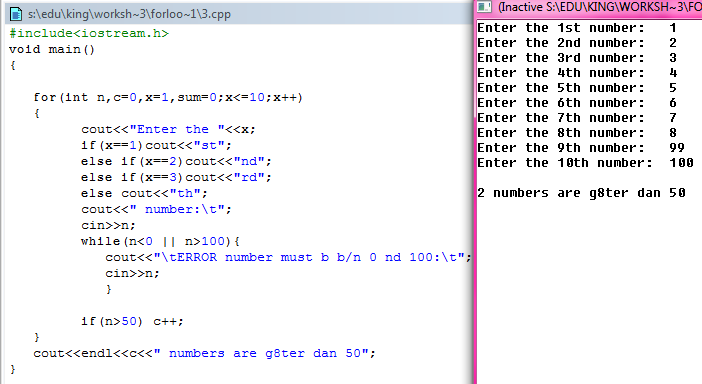 s:\edu\king\worksh~3\forloo~1\3.cpp
#include<iostream.h>
void main()
{
for(int n,c=0,x=1,sum=0;x<=10;x++)
{
cout<<"Enter the "<<x;
if(x==1)cout<<"st";
else if(x==2)cout<<"nd";
else if(x==3)cout<<"rd";
else cout<<"th";
cout<<" number:\t";
cin>>n;
while(n<0 || n>100){
cout<<"\tERROR number must b b/n 0 nd 100:\t";
cin>>n;
}
if(n>50) c++;
}
cout<<endl<<c<<" numbers are g8ter dan 50";
}
(Inactive S:\EDU\KING\WORKSH~3\FO
Enter the 1st number: 1
Enter the 2nd number: 2
Enter the 3rd number: 3
Enter the 4th number: 4
Enter the 5th number: 5
Enter the 6th number: 6
Enter the 7th number: 7
Enter the 8th number: 8
Enter the 9th number: 99
Enter the 10th number: 100
2 numbers are g8ter dan 50